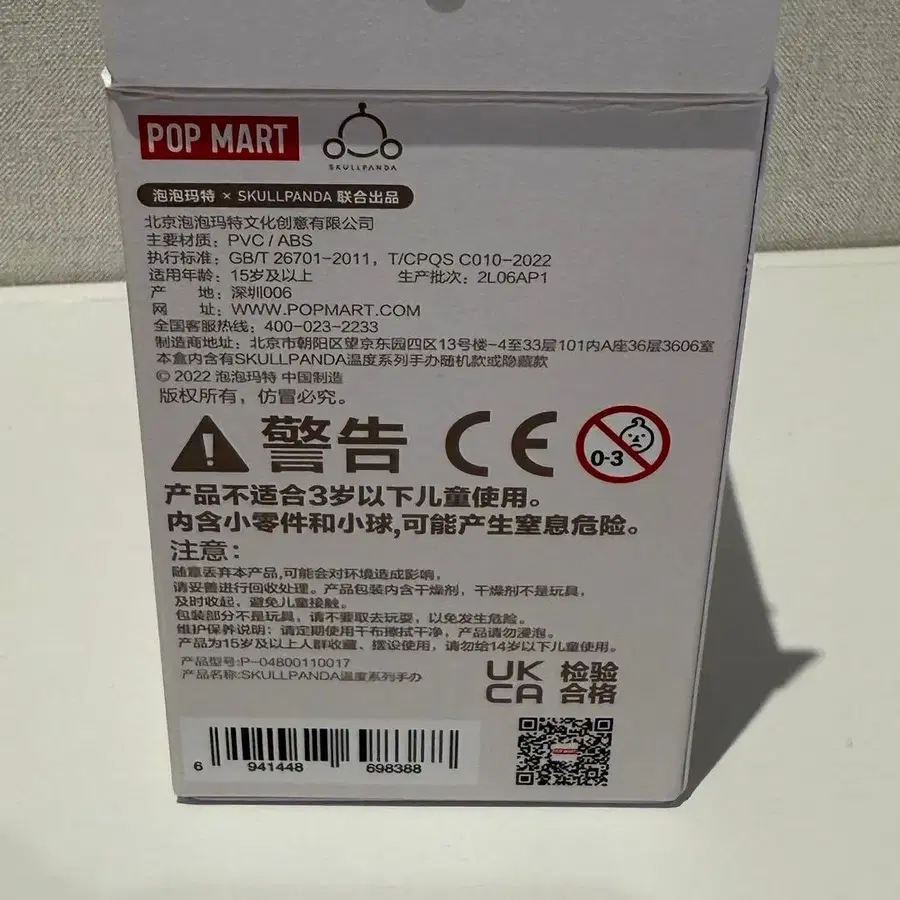 POP MART
SKULLPANDA
泡泡玛特 × SKULLPANDA 联合出品
北京泡泡玛特文化创意有限公司
主要材质：PVC / ABS
执行标准：GB/T 26701-2011，T/CPQS C010-2022
适用年龄：15岁及以上 生产批次：2L06AP1
产 地：深圳006
网 址：WWW.POPMART.COM
全国客服热线：400-023-2233
制造商地址：北京市朝阳区望京东园四区13号楼-4至33层101内A座36层3606室
本盒内含有SKULLPANDA温度系列手办随机款或隐藏款
© 2022 泡泡玛特 中国制造
版权所有，仿冒必究。
警告 CE 0-3
产品不适合3岁以下儿童使用。
内含小零件和小球,可能产生窒息危险。
注意：
随意丢弃本产品,可能会对环境造成影响，
请妥善进行回收处理。产品包装内含干燥剂，干燥剂不是玩具，
及时收起，避免儿童接触。
包装部分不是玩具，请不要取去玩耍，以免发生危险。
维护保养说明：请定期使用干布擦拭干净，产品请勿浸泡。
产品为15岁及以上人群收藏、摆设使用，请勿给14岁以下儿童使用。
产品型号:P-04800110017
产品名称:SKULLPANDA温度系列手办
UK CA 检验合格
6 941448 698388
POP MART